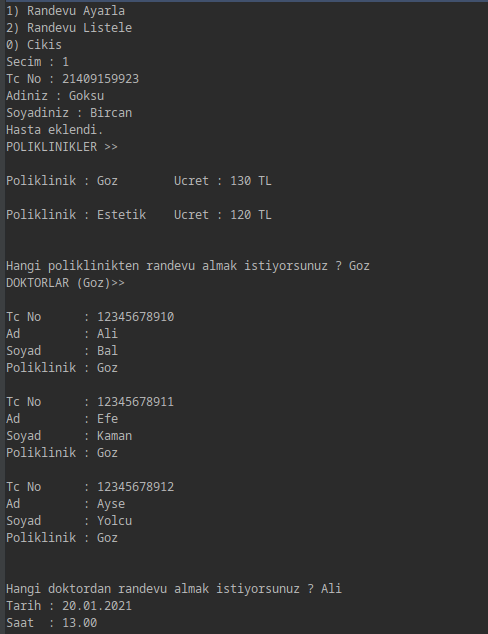 1) Randevu Ayarla
2) Randevu Listele
0) Cikis
Secim : 1
Tc No : 21409159923
Adiniz : Goksu
Soyadiniz : Bircan
Hasta eklendi.
POLIKLINIKLER >>
Poliklinik : Goz Ucret : 130 TL
Poliklinik : Estetik Ucret : 120 TL
Hangi poliklinikten randevu almak istiyorsunuz ? Goz
DOKTORLAR (Goz)>>
Tc No : 12345678910
Ad : Ali
Soyad : Bal
Poliklinik : Goz
Tc No : 12345678911
Ad : Efe
Soyad : Kaman
Poliklinik : Goz
Tc No : 12345678912
Ad : Ayse
Soyad : Yolcu
Poliklinik : Goz
Hangi doktordan randevu almak istiyorsunuz ? Ali
Tarih : 20.01.2021
Saat : 13.00